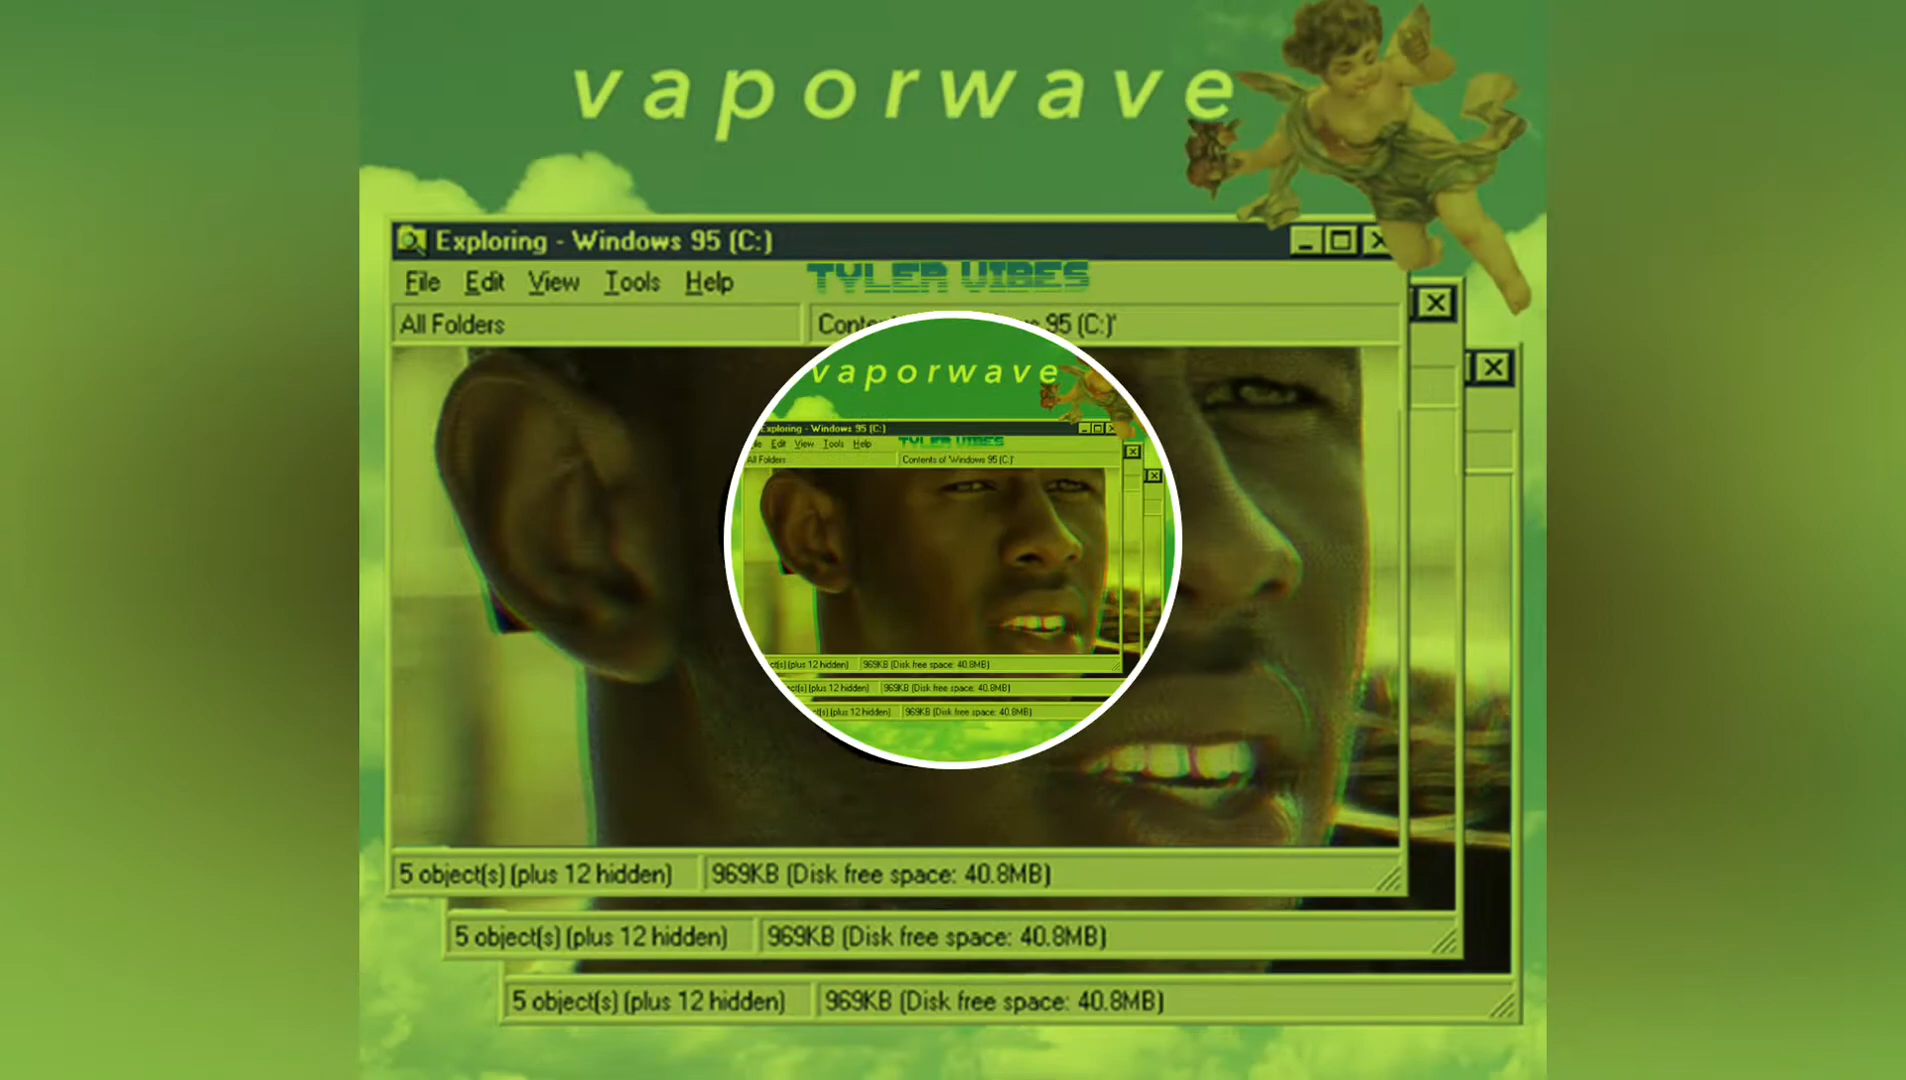 vaporwave
Exploring - Windows 95 (C:)
File Edit View Tools Help
TYLER VIBES
All Folders
95 (C:)'
vaporwave
Exploring - Windows 95 (C:)
Edit View Tools Help
TYLER VIBES
All Folders
Contents of 'Windows 95 (C:)'
(plus 12 hidden) 969KB (Disk free space: 40.8MB)
(plus 12 hidden) 969KB (Disk free space: 40.8MB)
(plus 12 hidden) 969KB (Disk free space: 40.8MB)
5 object(s) (plus 12 hidden) 969KB (Disk free space: 40.8MB)
5 object(s) (plus 12 hidden) 969KB (Disk free space: 40.8MB)
5 object(s) (plus 12 hidden) 969KB (Disk free space: 40.8MB)